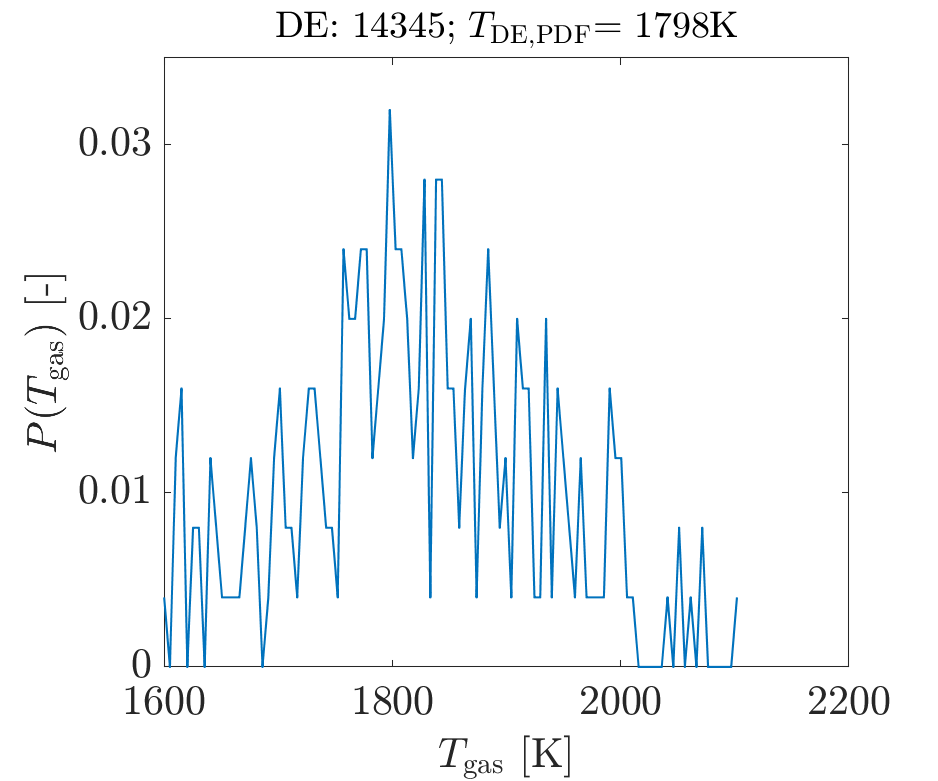 DE: 14345; T_DE,PDF= 1798K
0.03
0.02
0.01
0
1600 1800 2000 2200
P(T_gas) [-]
T_gas [K]